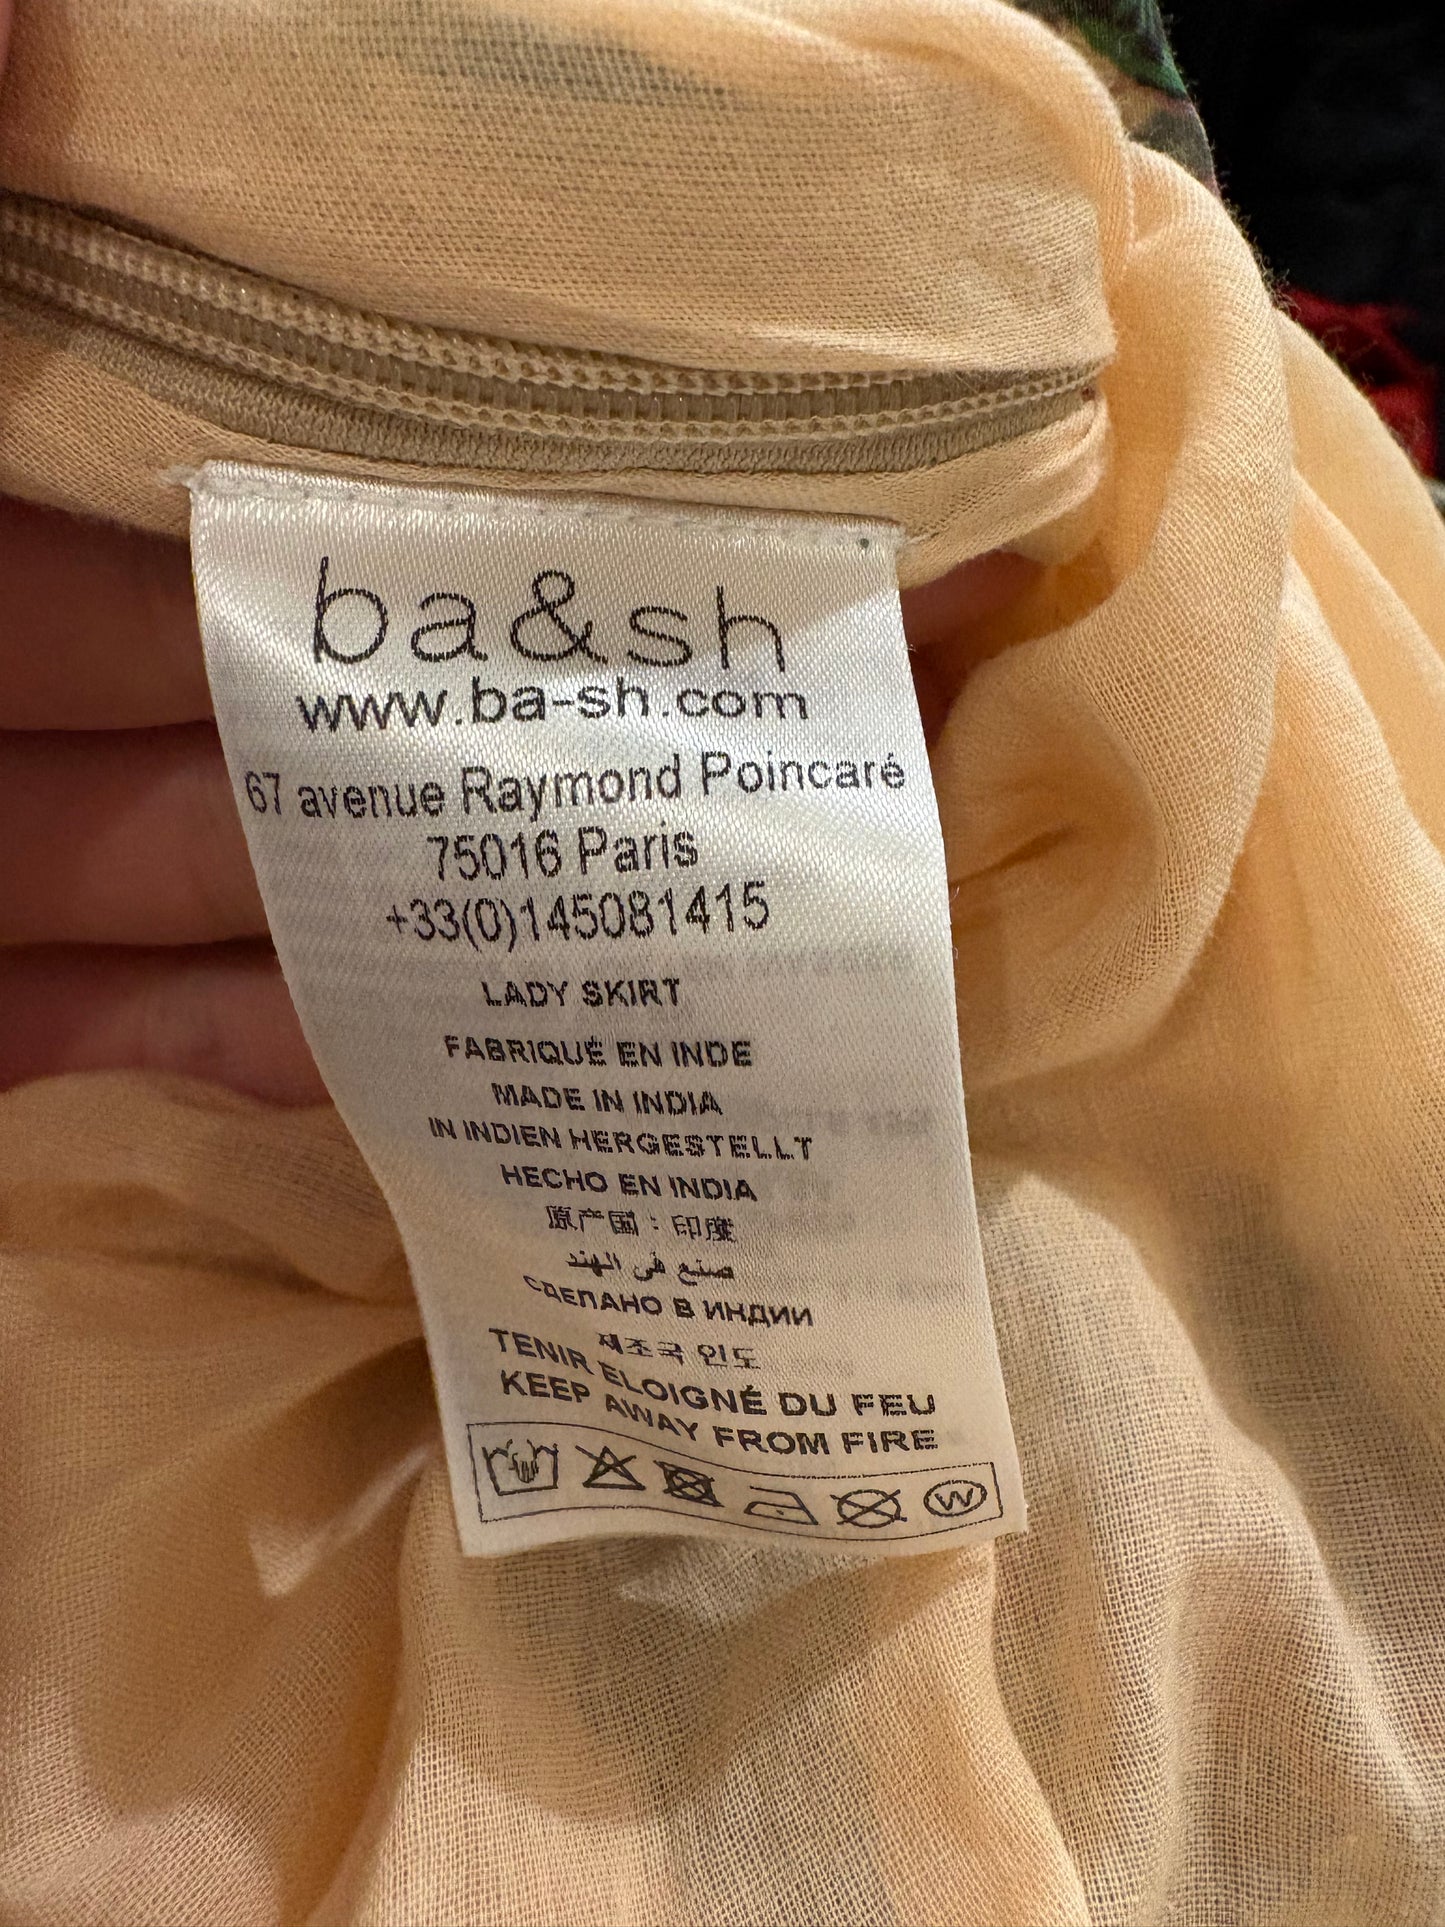 ba&sh
www.ba-sh.com
67 avenue Raymond Poincaré
75016 Paris
+33(0)145081415
LADY SKIRT
FABRIQUÉ EN INDE
MADE IN INDIA
IN INDIEN HERGESTELLT
HECHO EN INDIA
原产国：印度
صنع في الهند
СДЕЛАНО В ИНДИИ
제조국 인도
TENIR ELOIGNÉ DU FEU
KEEP AWAY FROM FIRE
W